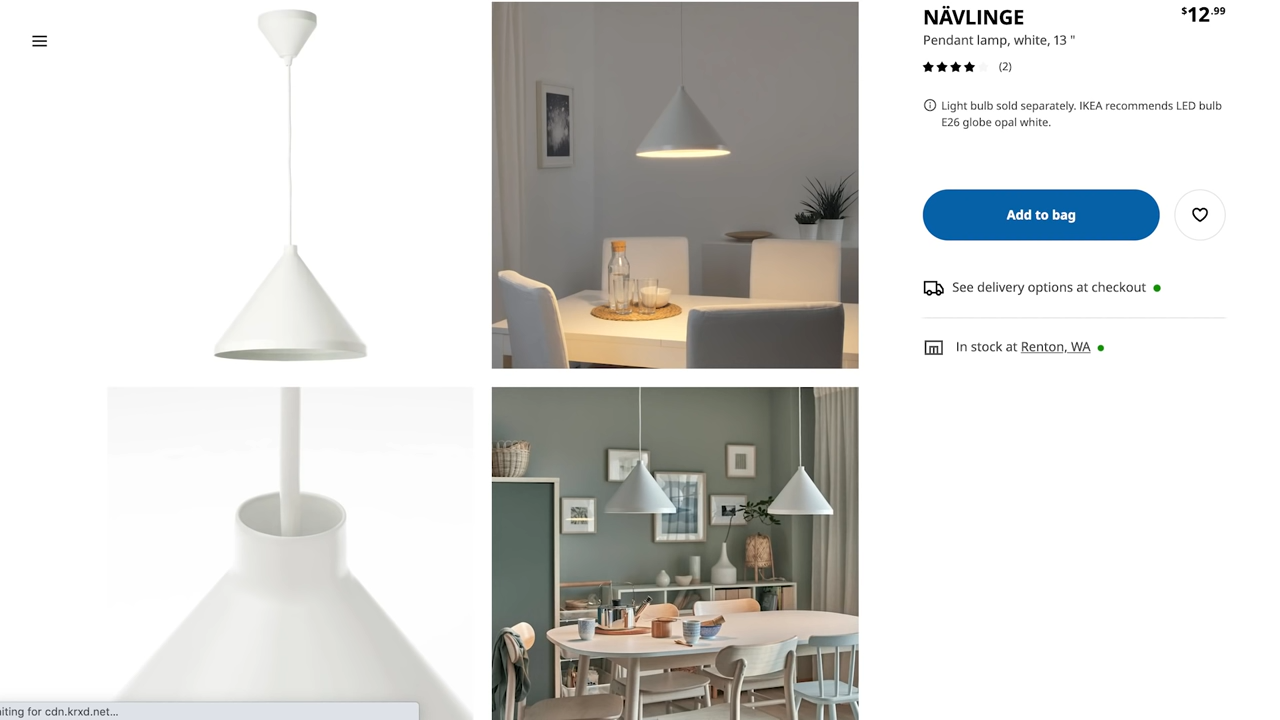 NÄVLINGE
$12.99
Pendant lamp, white, 13 "
(2)
Light bulb sold separately. IKEA recommends LED bulb
E26 globe opal white.
Add to bag
See delivery options at checkout
In stock at Renton, WA
aiting for cdn.krxd.net...